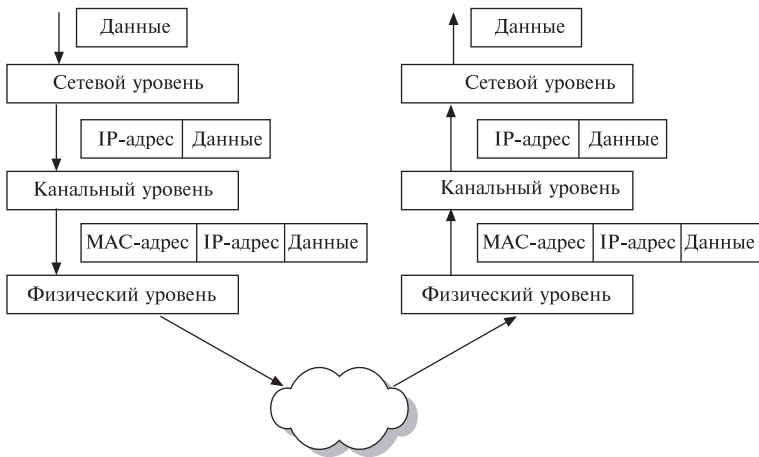 Данные
Сетевой уровень
IP-адрес Данные
Канальный уровень
MAC-адрес IP-адрес Данные
Физический уровень
Данные
Сетевой уровень
IP-адрес Данные
Канальный уровень
MAC-адрес IP-адрес Данные
Физический уровень